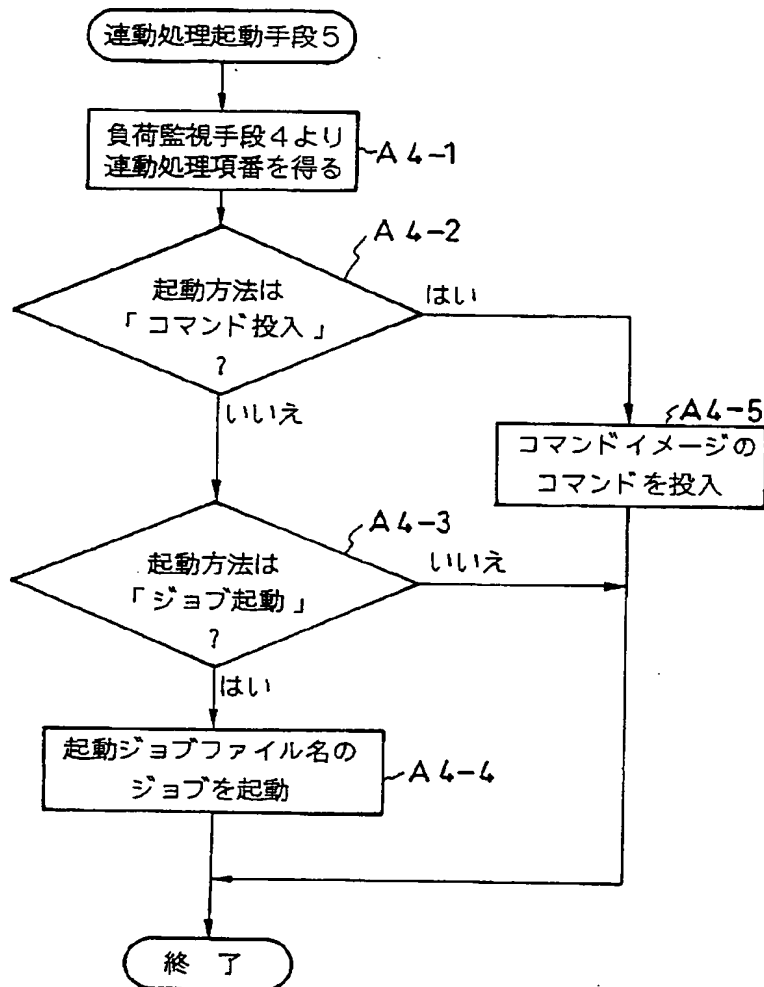 連動処理起動手段5
負荷監視手段4より
連動処理項番を得る
A4-1
A4-2
起動方法は
「コマンド投入」
?
はい
いいえ
A4-5
コマンドイメージの
コマンドを投入
A4-3
起動方法は
「ジョブ起動」
?
いいえ
はい
起動ジョブファイル名の
ジョブを起動
A4-4
終了